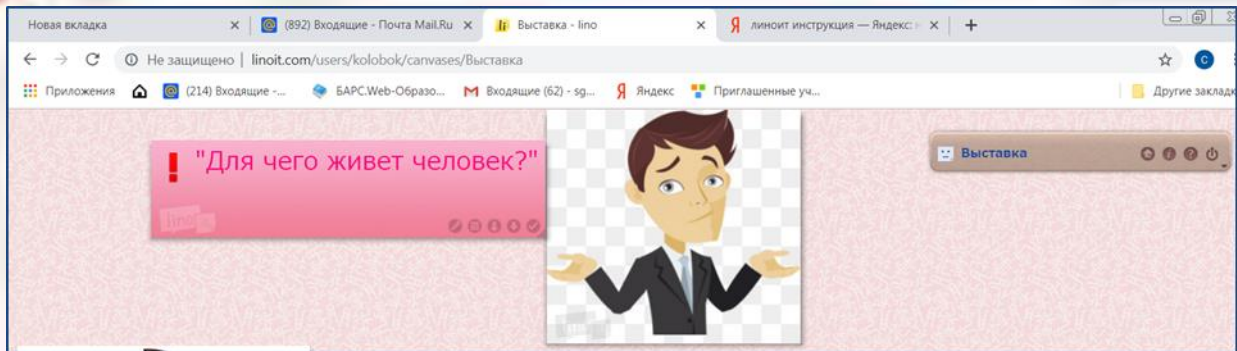 Новая вкладка
(892) Входящие - Почта Mail.Ru
Выставка - lino
линоит инструкция — Яндекс: н
Не защищено | linoit.com/users/kolobok/canvases/Выставка
C
Приложения
(214) Входящие -...
БАРС.Web-Образо...
Входящие (62) - sg...
Яндекс
Приглашенные уч...
Другие закладк
! "Для чего живет человек?"
Выставка